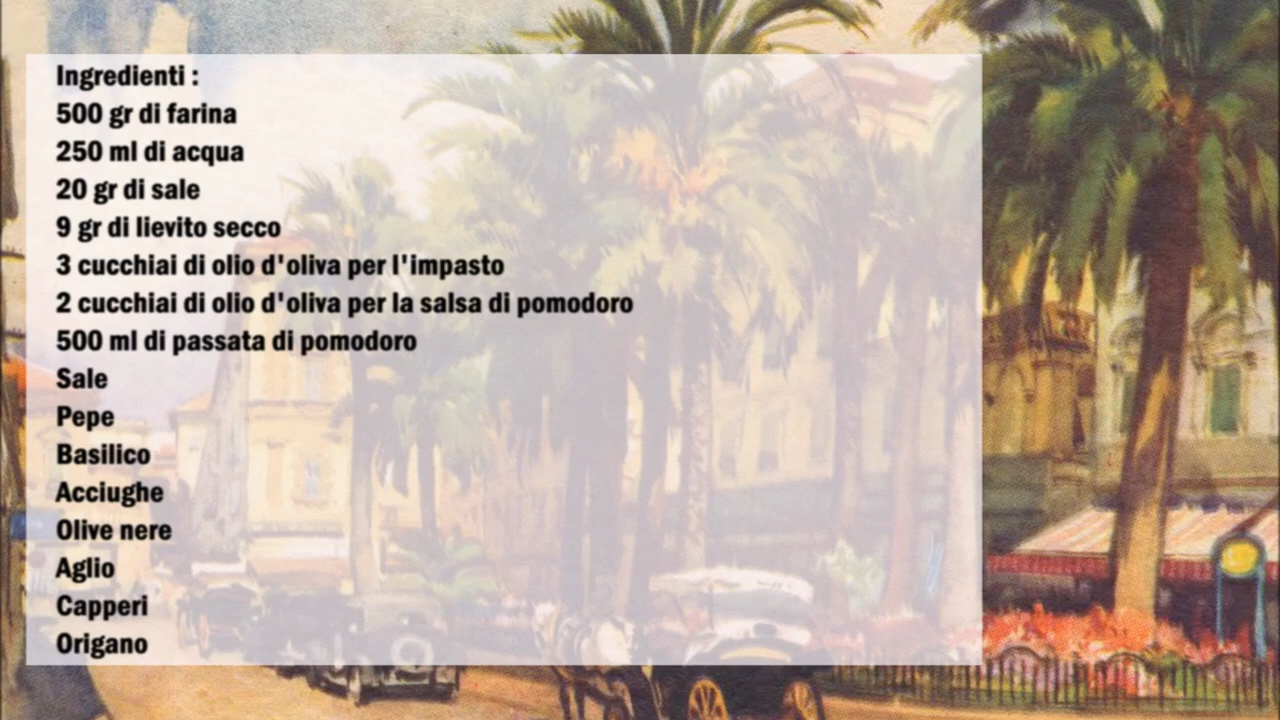 Ingredienti :
500 gr di farina
250 ml di acqua
20 gr di sale
9 gr di lievito secco
3 cucchiai di olio d'oliva per l'impasto
2 cucchiai di olio d'oliva per la salsa di pomodoro
500 ml di passata di pomodoro
Sale
Pepe
Basilico
Acciughe
Olive nere
Aglio
Capperi
Origano